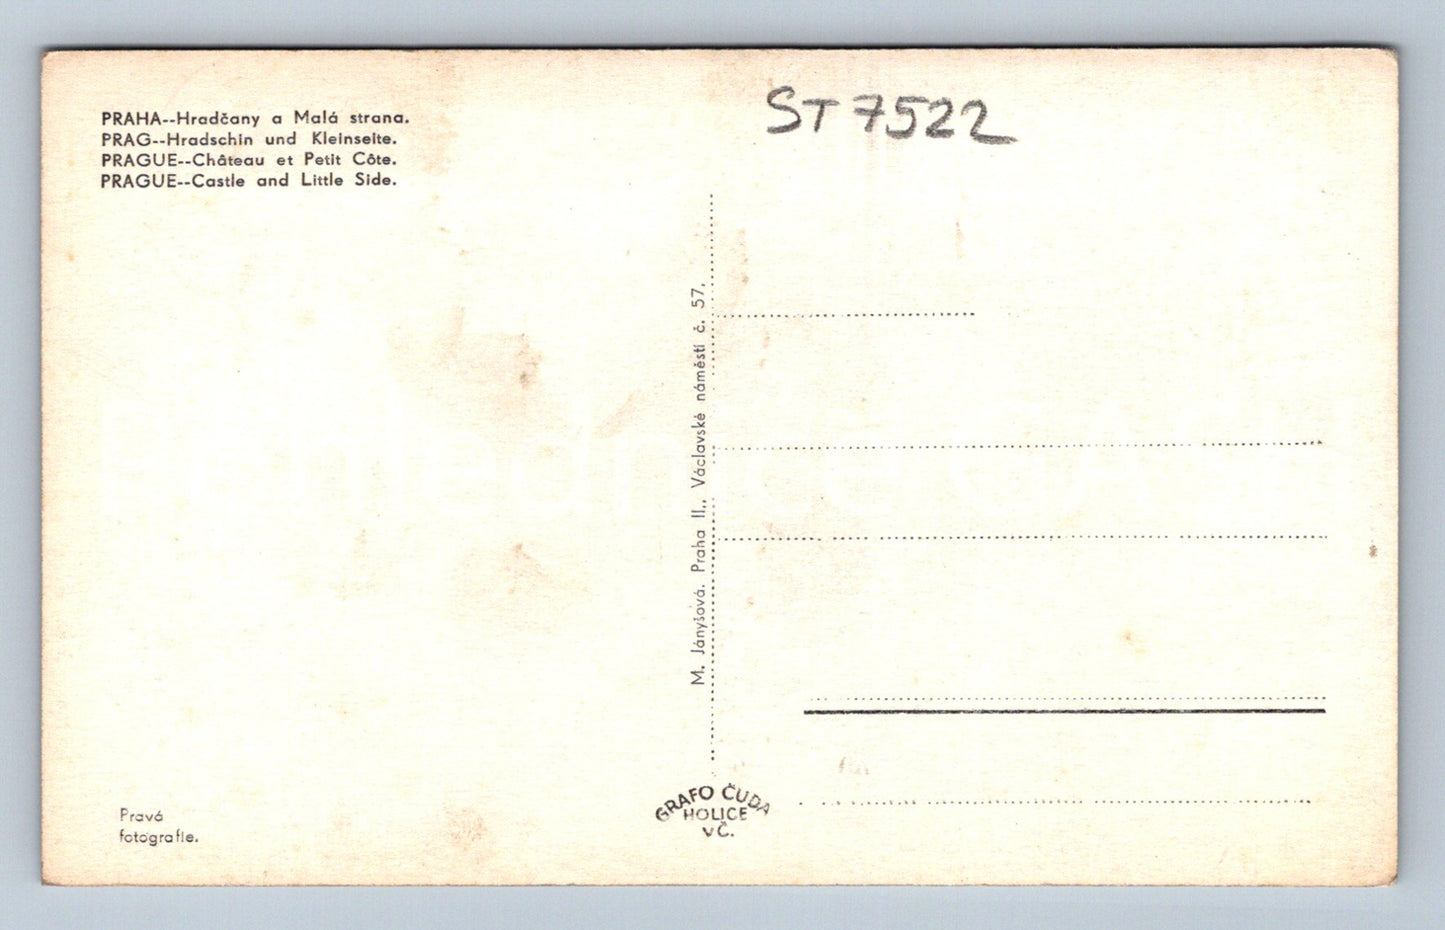 PRAHA--Hradčany a Malá strana.
PRAG--Hradschin und Kleinseite.
PRAGUE--Château et Petit Côte.
PRAGUE--Castle and Little Side.
ST 7522
M. Jányšová. Praha II., Václavské náměstí č. 57.
Pravá
fotografie.
GRAFO ČUDA
HOLICE
VČ.